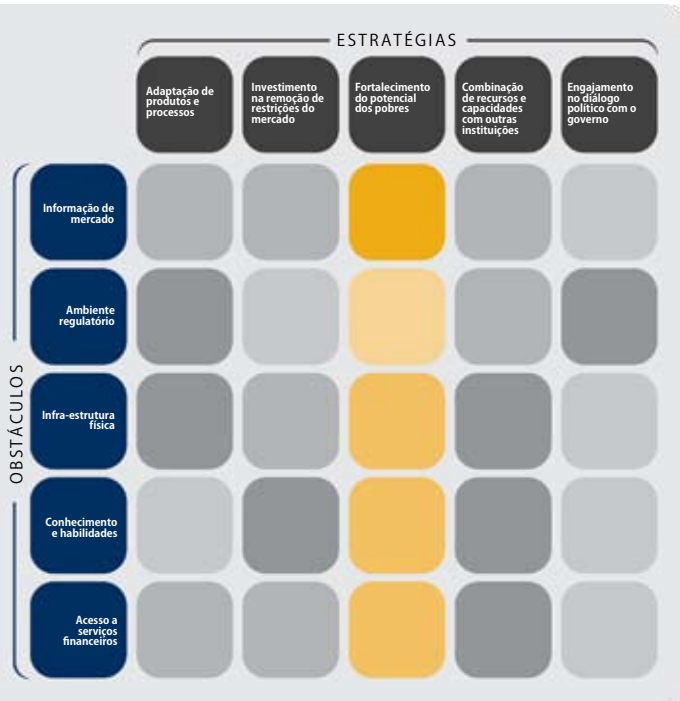 ESTRATÉGIAS
Adaptação de
produtos e
processos
Investimento
na remoção de
restrições do
mercado
Fortalecimento
do potencial
dos pobres
Combinação
de recursos e
capacidades
com outras
instituições
Engajamento
no diálogo
político com o
governo
OBSTÁCULOS
Informação de
mercado
Ambiente
regulatório
Infra-estrutura
física
Conhecimento
e habilidades
Acesso a
serviços
financeiros